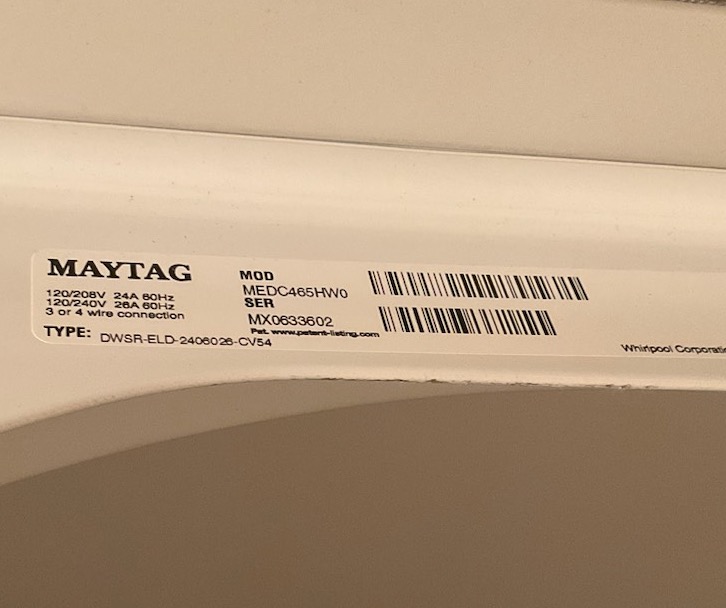 MAYTAG
120/208V 24A 60Hz
120/240V 26A 60Hz
3 or 4 wire connection
TYPE: DWSR-ELD-2406026-CV54
MOD
MEDC465HW0
SER
MX0633602
Pat. www.patent-listing.com
Whirlpool Corporatio